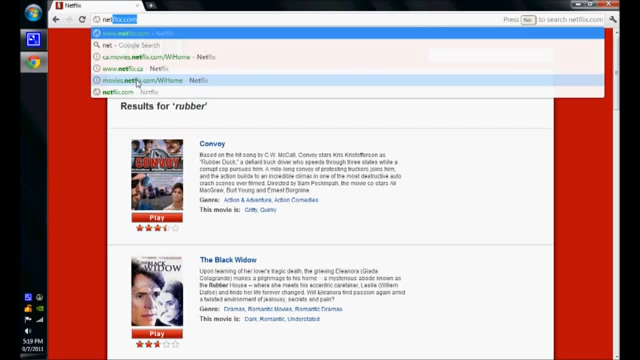 Netflix
netflix.com
Press Tab to search netflix.com
www.netflix.com - Netflix
net - Google Search
ca.movies.netflix.com/WiHome - Netflix
www.netflix.ca - Netflix
movies.netflix.com/WiHome - Netflix
netflix.com - Netflix
Results for 'rubber'
CONVOY
Play
Convoy
Based on the hit song by C.W. McCall, Convoy stars Kris Kristofferson as
"Rubber Duck," a defiant truck driver who speeds through three states while a
corrupt cop pursues him. A mile-long convoy of protesting truckers joins him,
and the action builds to an incredible climax in one of the most destructive auto
crash scenes ever filmed. Directed by Sam Peckinpah, the movie co-stars Ali
MacGraw, Burt Young and Ernest Borgnine.
Genre: Action & Adventure, Action Comedies
This movie is: Gritty, Quirky
THE BLACK
WIDOW
Play
The Black Widow
Upon learning of her lover's tragic death, the grieving Eleanora (Giada
Colagrande) makes a pilgrimage to his home - a mysterious abode known as
the Rubber House - where she meets his eccentric caretaker, Leslie (Willem
Dafoe) and finds her life forever changed. Will Eleanora find passion again amid
a twisted environment of jealousy, secrets and pain?
Genre: Dramas, Romantic Movies, Romantic Dramas
This movie is: Dark, Romantic, Understated
5:19 PM
9/7/2011